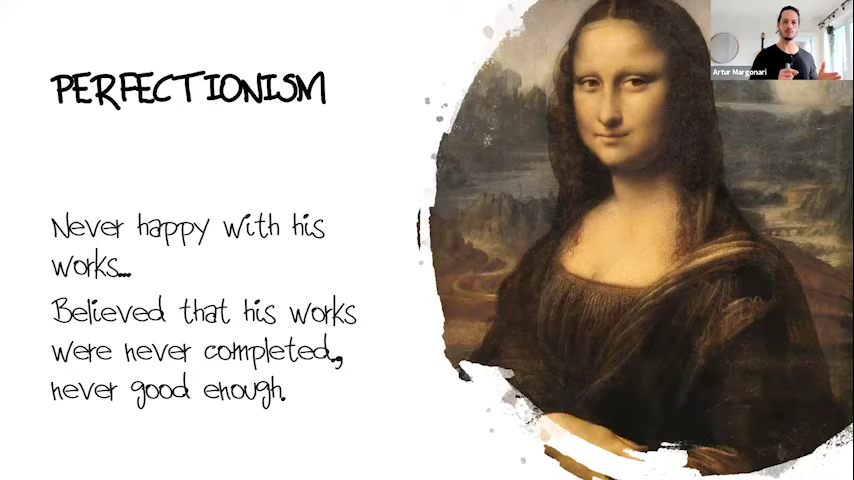 PERFECTIONISM
Never happy with his
works...
Believed that his works
were never completed,
never good enough.
Artur Margonari